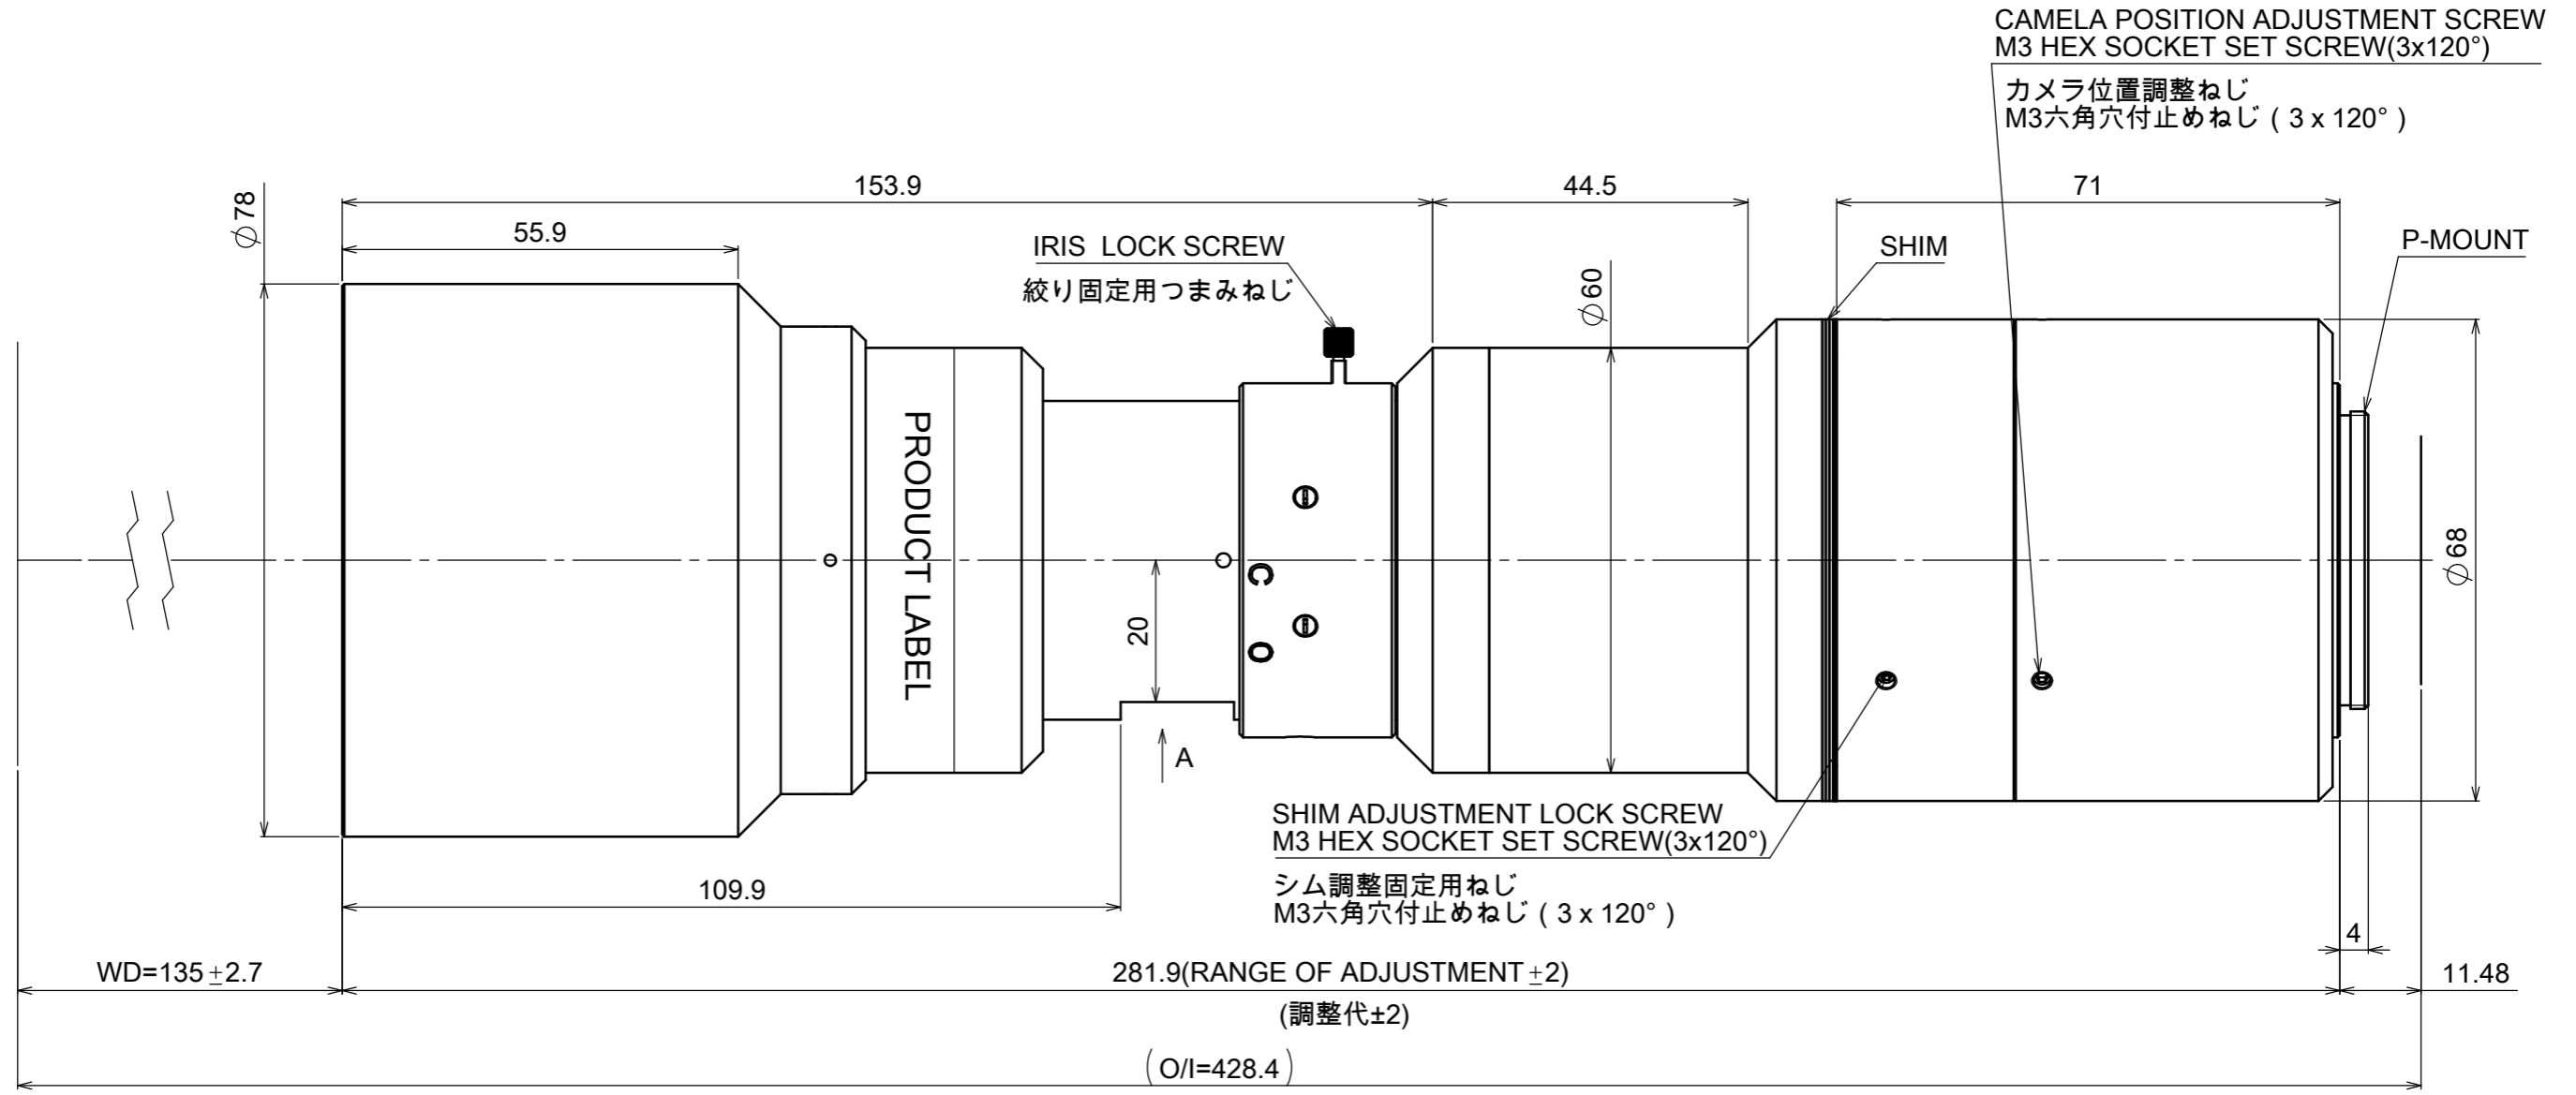 CAMELA POSITION ADJUSTMENT SCREW
M3 HEX SOCKET SET SCREW(3x120°)
カメラ位置調整ねじ
M3六角穴付止めねじ ( 3 x 120° )
153.9
44.5
71
⌀78
55.9
IRIS LOCK SCREW
絞り固定用つまみねじ
⌀60
SHIM
P-MOUNT
PRODUCT LABEL
C
O
20
A
⌀68
SHIM ADJUSTMENT LOCK SCREW
M3 HEX SOCKET SET SCREW(3x120°)
シム調整固定用ねじ
M3六角穴付止めねじ ( 3 x 120° )
109.9
4
WD=135±2.7
281.9(RANGE OF ADJUSTMENT±2)
(調整代±2)
11.48
(O/I=428.4)